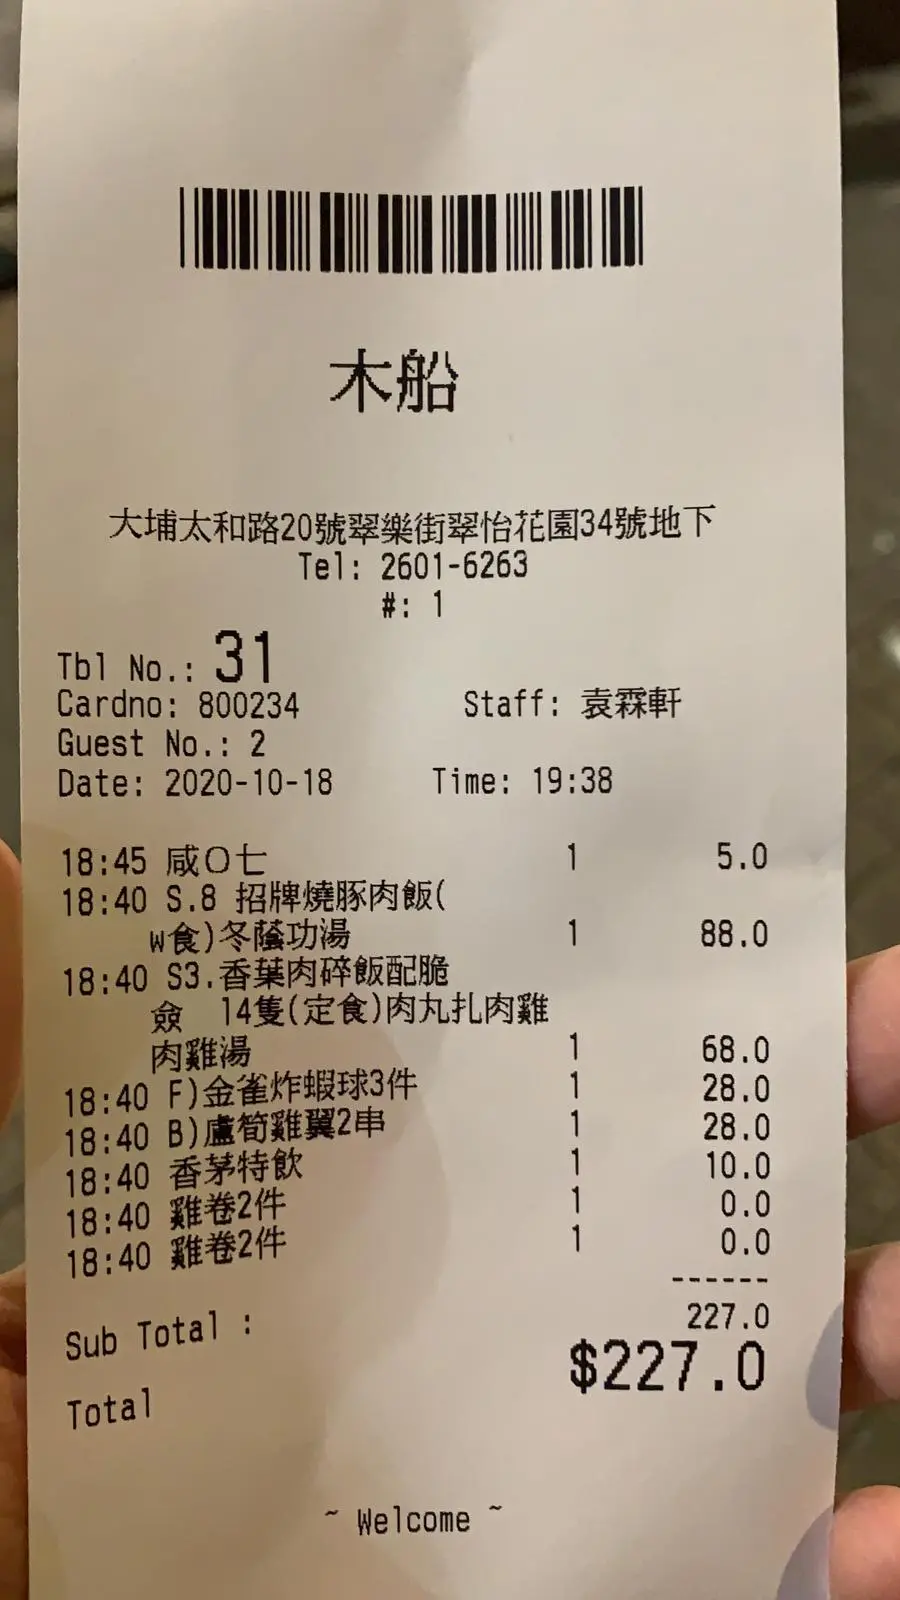 木船
大埔太和路20號翠樂街翠怡花園34號地下
Tel: 2601-6263
#: 1
Tbl No.: 31
Cardno: 800234 Staff: 袁霖軒
Guest No.: 2
Date: 2020-10-18 Time: 19:38
18:45 咸〇七 1 5.0
18:40 S.8 招牌燒豚肉飯(
W食)冬蔭功湯 1 88.0
18:40 S3.香葉肉碎飯配脆
僉 14隻(定食)肉丸扎肉雞
肉雞湯 1 68.0
18:40 F)金雀炸蝦球3件 1 28.0
18:40 B)盧筍雞翼2串 1 28.0
18:40 香茅特飲 1 10.0
18:40 雞卷2件 1 0.0
18:40 雞卷2件 1 0.0
------
Sub Total : 227.0
Total $227.0
~ Welcome ~